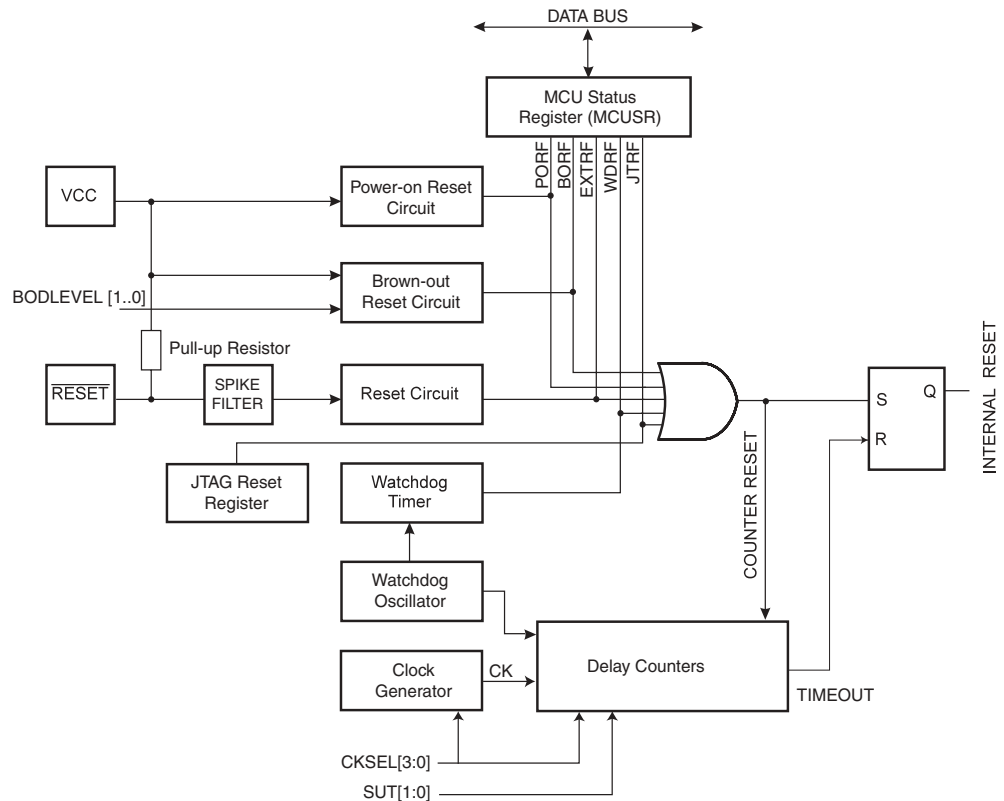 DATA BUS
MCU Status
Register (MCUSR)
PORF
BORF
EXTRF
WDRF
JTRF
VCC
Power-on Reset
Circuit
Brown-out
Reset Circuit
BODLEVEL [1..0]
Pull-up Resistor
RESET
SPIKE
FILTER
Reset Circuit
JTAG Reset
Register
Watchdog
Timer
Watchdog
Oscillator
Clock
Generator
CK
Delay Counters
COUNTER RESET
S
R
Q
INTERNAL RESET
TIMEOUT
CKSEL[3:0]
SUT[1:0]